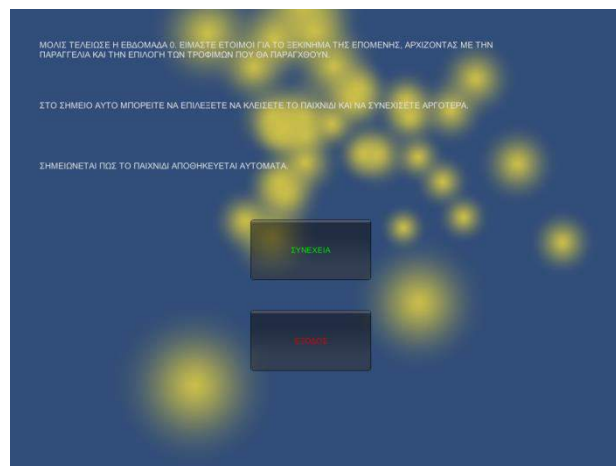 ΜΟΛΙΣ ΤΕΛΕΙΩΣΕ Η ΕΒΔΟΜΑΔΑ 0. ΕΙΜΑΣΤΕ ΕΤΟΙΜΟΙ ΓΙΑ ΤΟ ΞΕΚΙΝΗΜΑ ΤΗΣ ΕΠΟΜΕΝΗΣ, ΑΡΧΙΖΟΝΤΑΣ ΜΕ ΤΗΝ
ΠΑΡΑΓΓΕΛΙΑ ΚΑΙ ΤΗΝ ΕΠΙΛΟΓΗ ΤΩΝ ΤΡΟΦΙΜΩΝ ΠΟΥ ΘΑ ΠΑΡΑΓΧΘΟΥΝ.
ΣΤΟ ΣΗΜΕΙΟ ΑΥΤΟ ΜΠΟΡΕΙΤΕ ΝΑ ΕΠΙΛΕΞΕΤΕ ΝΑ ΚΛΕΙΣΕΤΕ ΤΟ ΠΑΙΧΝΙΔΙ ΚΑΙ ΝΑ ΣΥΝΕΧΙΣΕΤΕ ΑΡΓΟΤΕΡΑ.
ΣΗΜΕΙΩΝΕΤΑΙ ΠΩΣ ΤΟ ΠΑΙΧΝΙΔΙ ΑΠΟΘΗΚΕΥΕΤΑΙ ΑΥΤΟΜΑΤΑ.
ΣΥΝΕΧΕΙΑ
ΕΞΟΔΟΣ